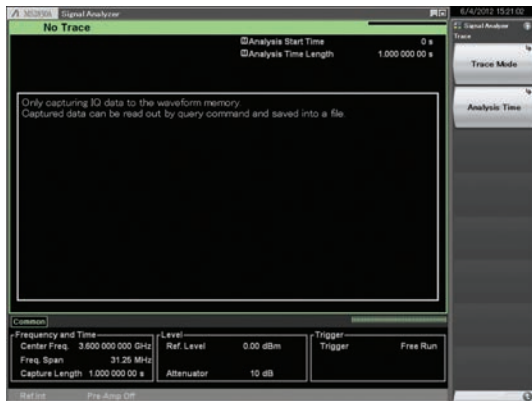 MS2830A Signal Analyzer
6/4/2012 15:21:02
No Trace
Analysis Start Time 0 s
Analysis Time Length 1.000 000 00 s
Only capturing IQ data to the waveform memory.
Captured data can be read out by query command and saved into a file.
Signal Analyzer
Trace
Trace Mode
Analysis Time
Common
Frequency and Time
Center Freq. 3.600 000 000 GHz
Freq. Span 31.25 MHz
Capture Length 1.000 000 00 s
Level
Ref. Level 0.00 dBm
Attenuator 10 dB
Trigger
Trigger Free Run
Ref.Int Pre-Amp Off